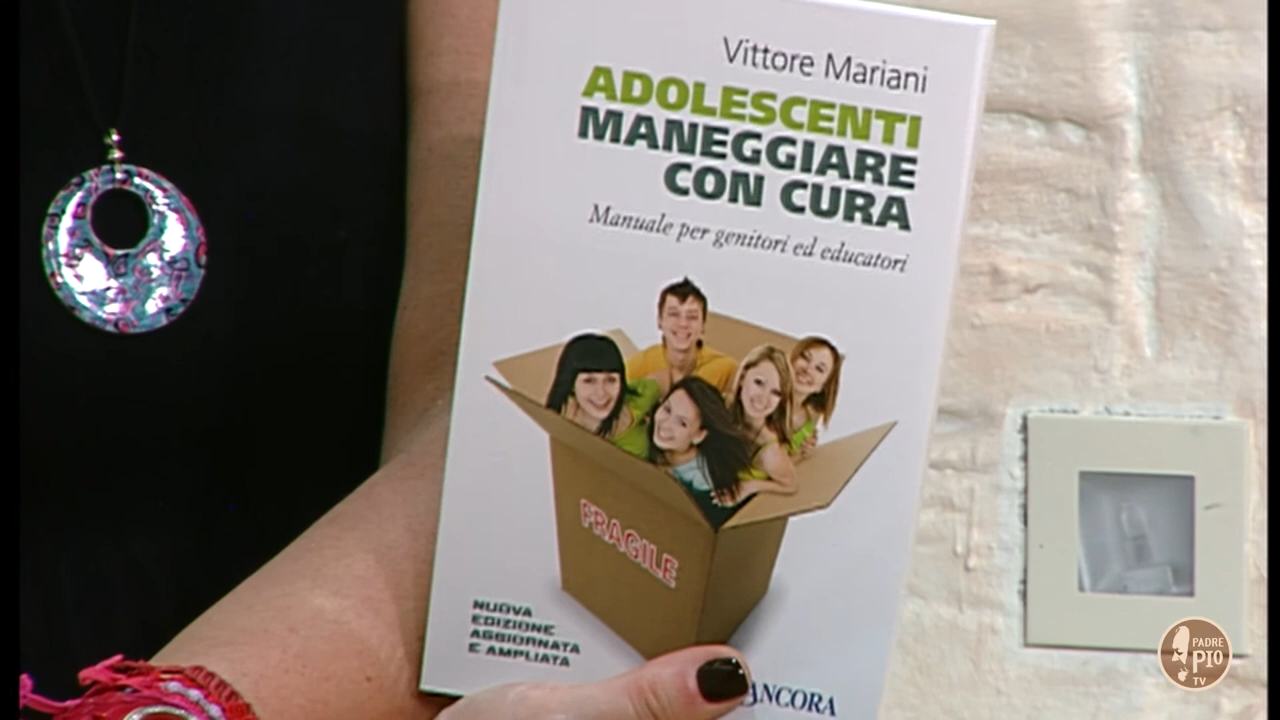 Vittore Mariani
ADOLESCENTI
MANEGGIARE
CON CURA
Manuale per genitori ed educatori
FRAGILE
NUOVA
EDIZIONE
AGGIORNATA
E AMPLIATA
ANCORA
PADRE
PIO
TV